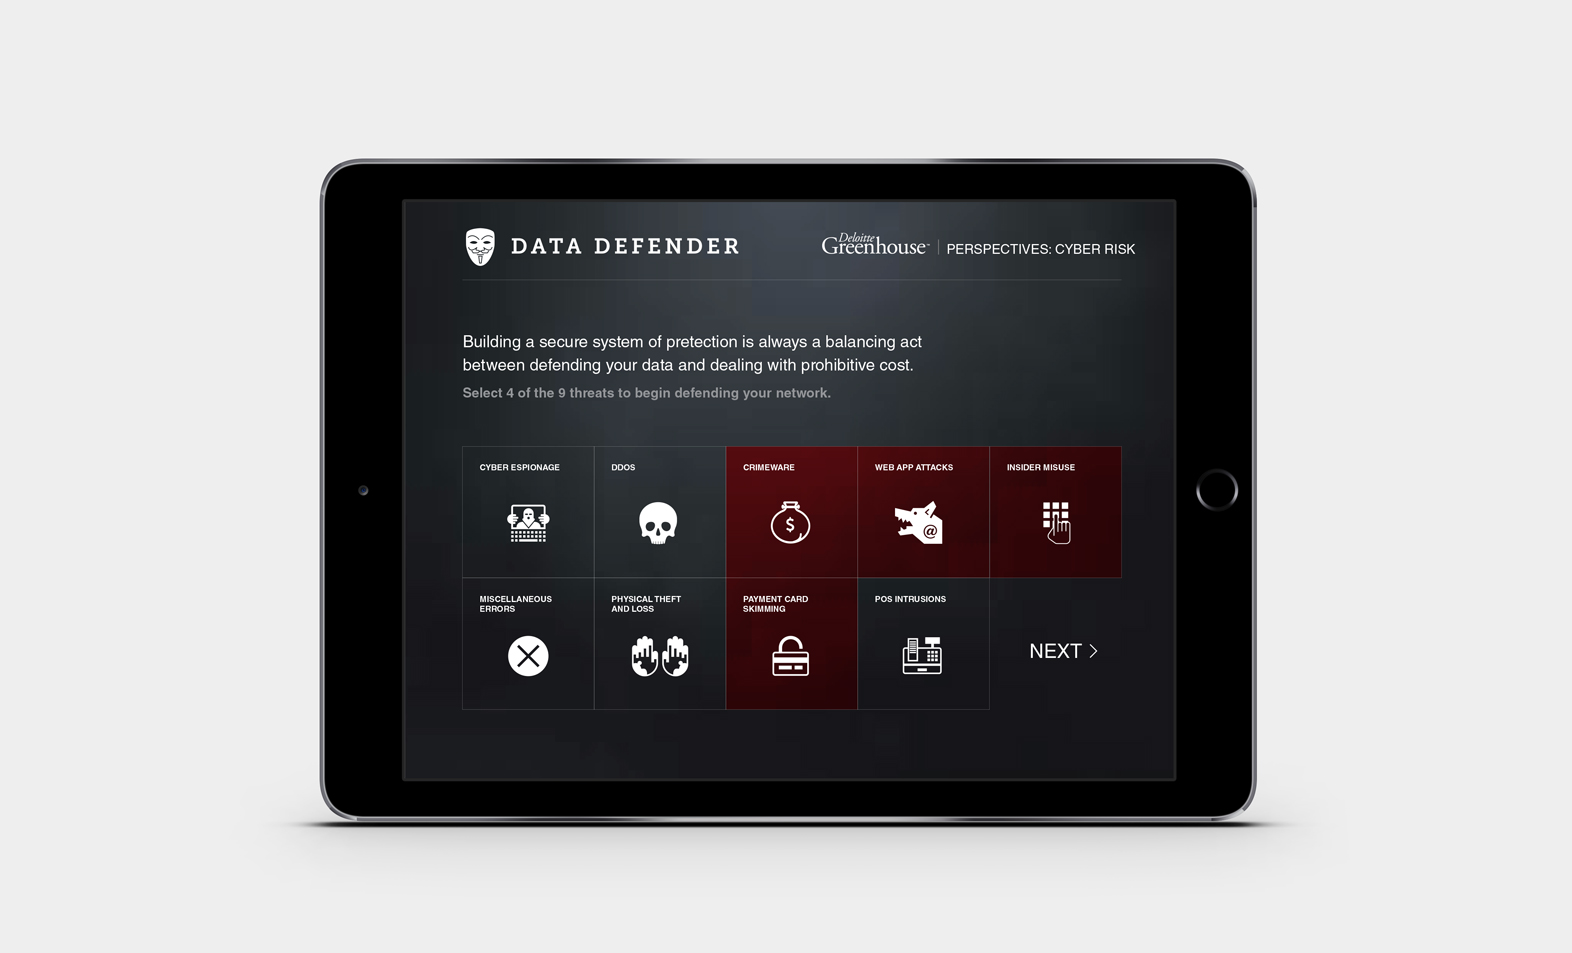 DATA DEFENDER
Deloitte
Greenhouse™ | PERSPECTIVES: CYBER RISK
Building a secure system of pretection is always a balancing act
between defending your data and dealing with prohibitive cost.
Select 4 of the 9 threats to begin defending your network.
CYBER ESPIONAGE
DDOS
CRIMEWARE
$
WEB APP ATTACKS
@
INSIDER MISUSE
MISCELLANEOUS
ERRORS
PHYSICAL THEFT
AND LOSS
PAYMENT CARD
SKIMMING
POS INTRUSIONS
NEXT >